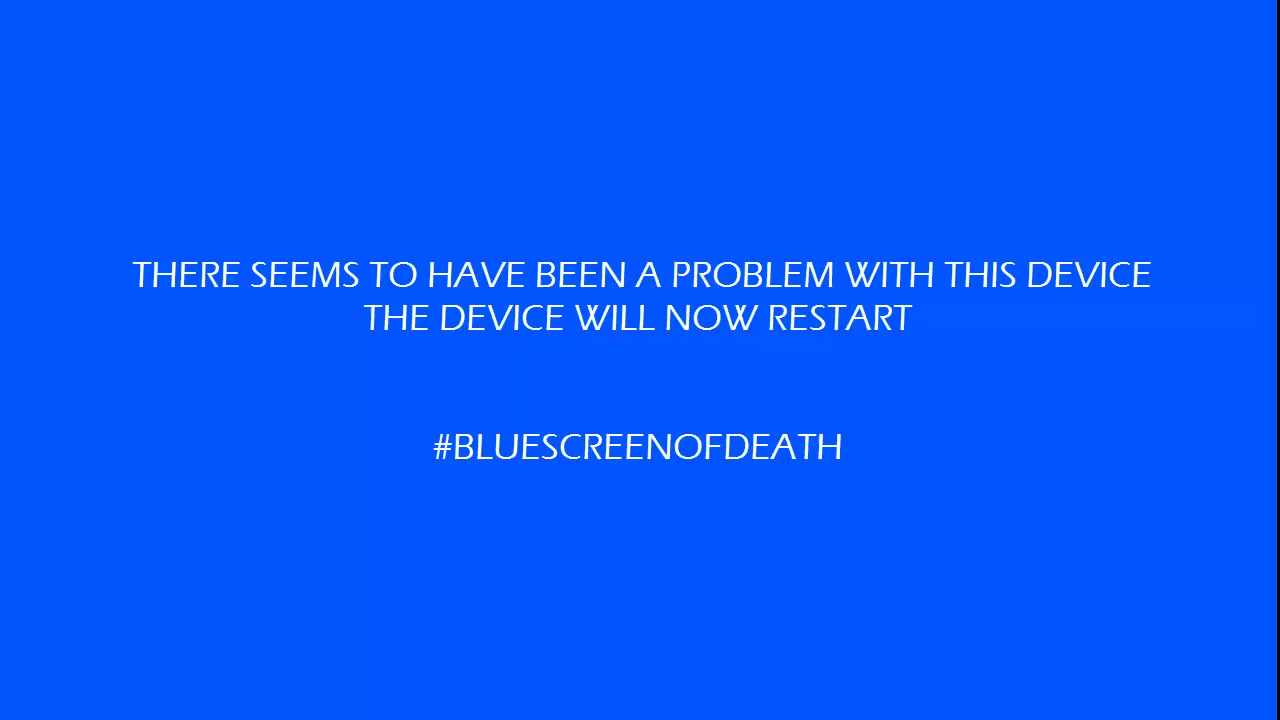 THERE SEEMS TO HAVE BEEN A PROBLEM WITH THIS DEVICE
THE DEVICE WILL NOW RESTART
#BLUESCREENOFDEATH